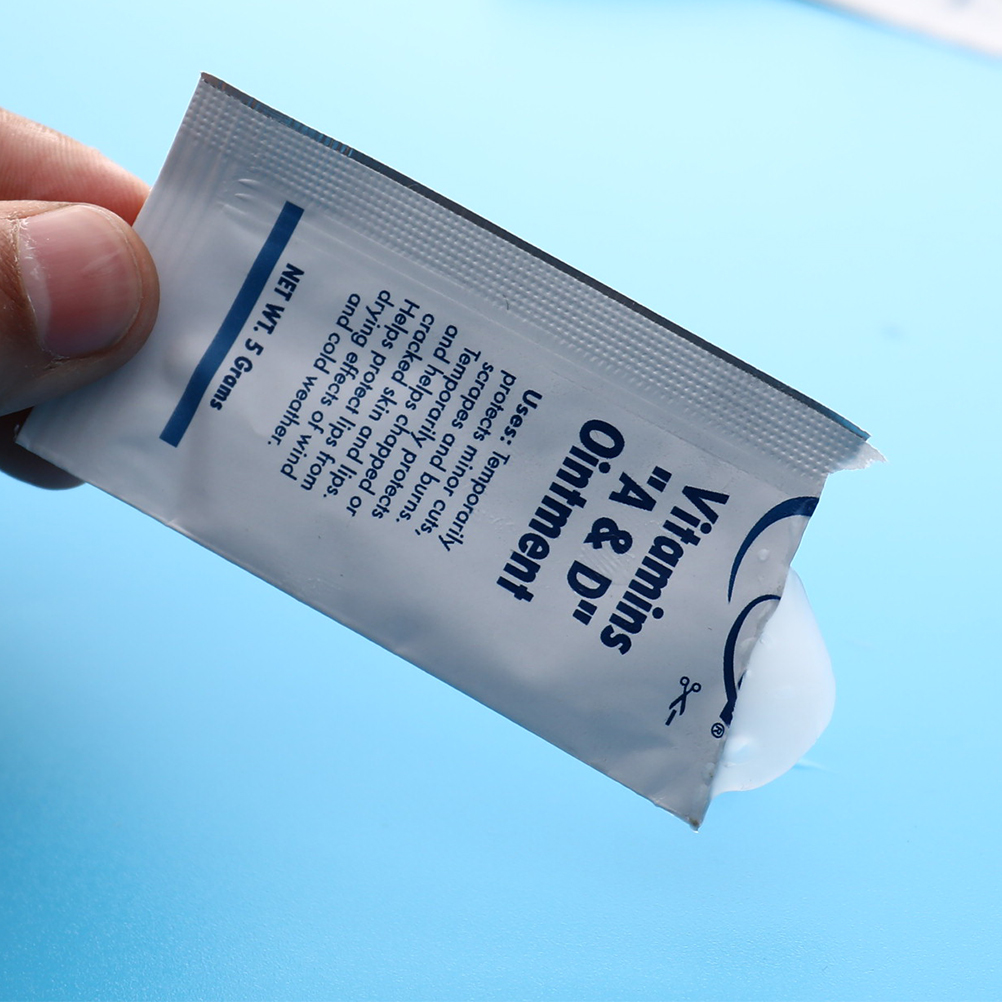 ®
Vitamins
"A & D"
Ointment
Uses: Temporarily
protects minor cuts,
scrapes and burns.
Temporarily protects
and helps chapped or
cracked skin and lips.
Helps protect lips from
drying effects of wind
and cold weather.
NET WT. 5 Grams